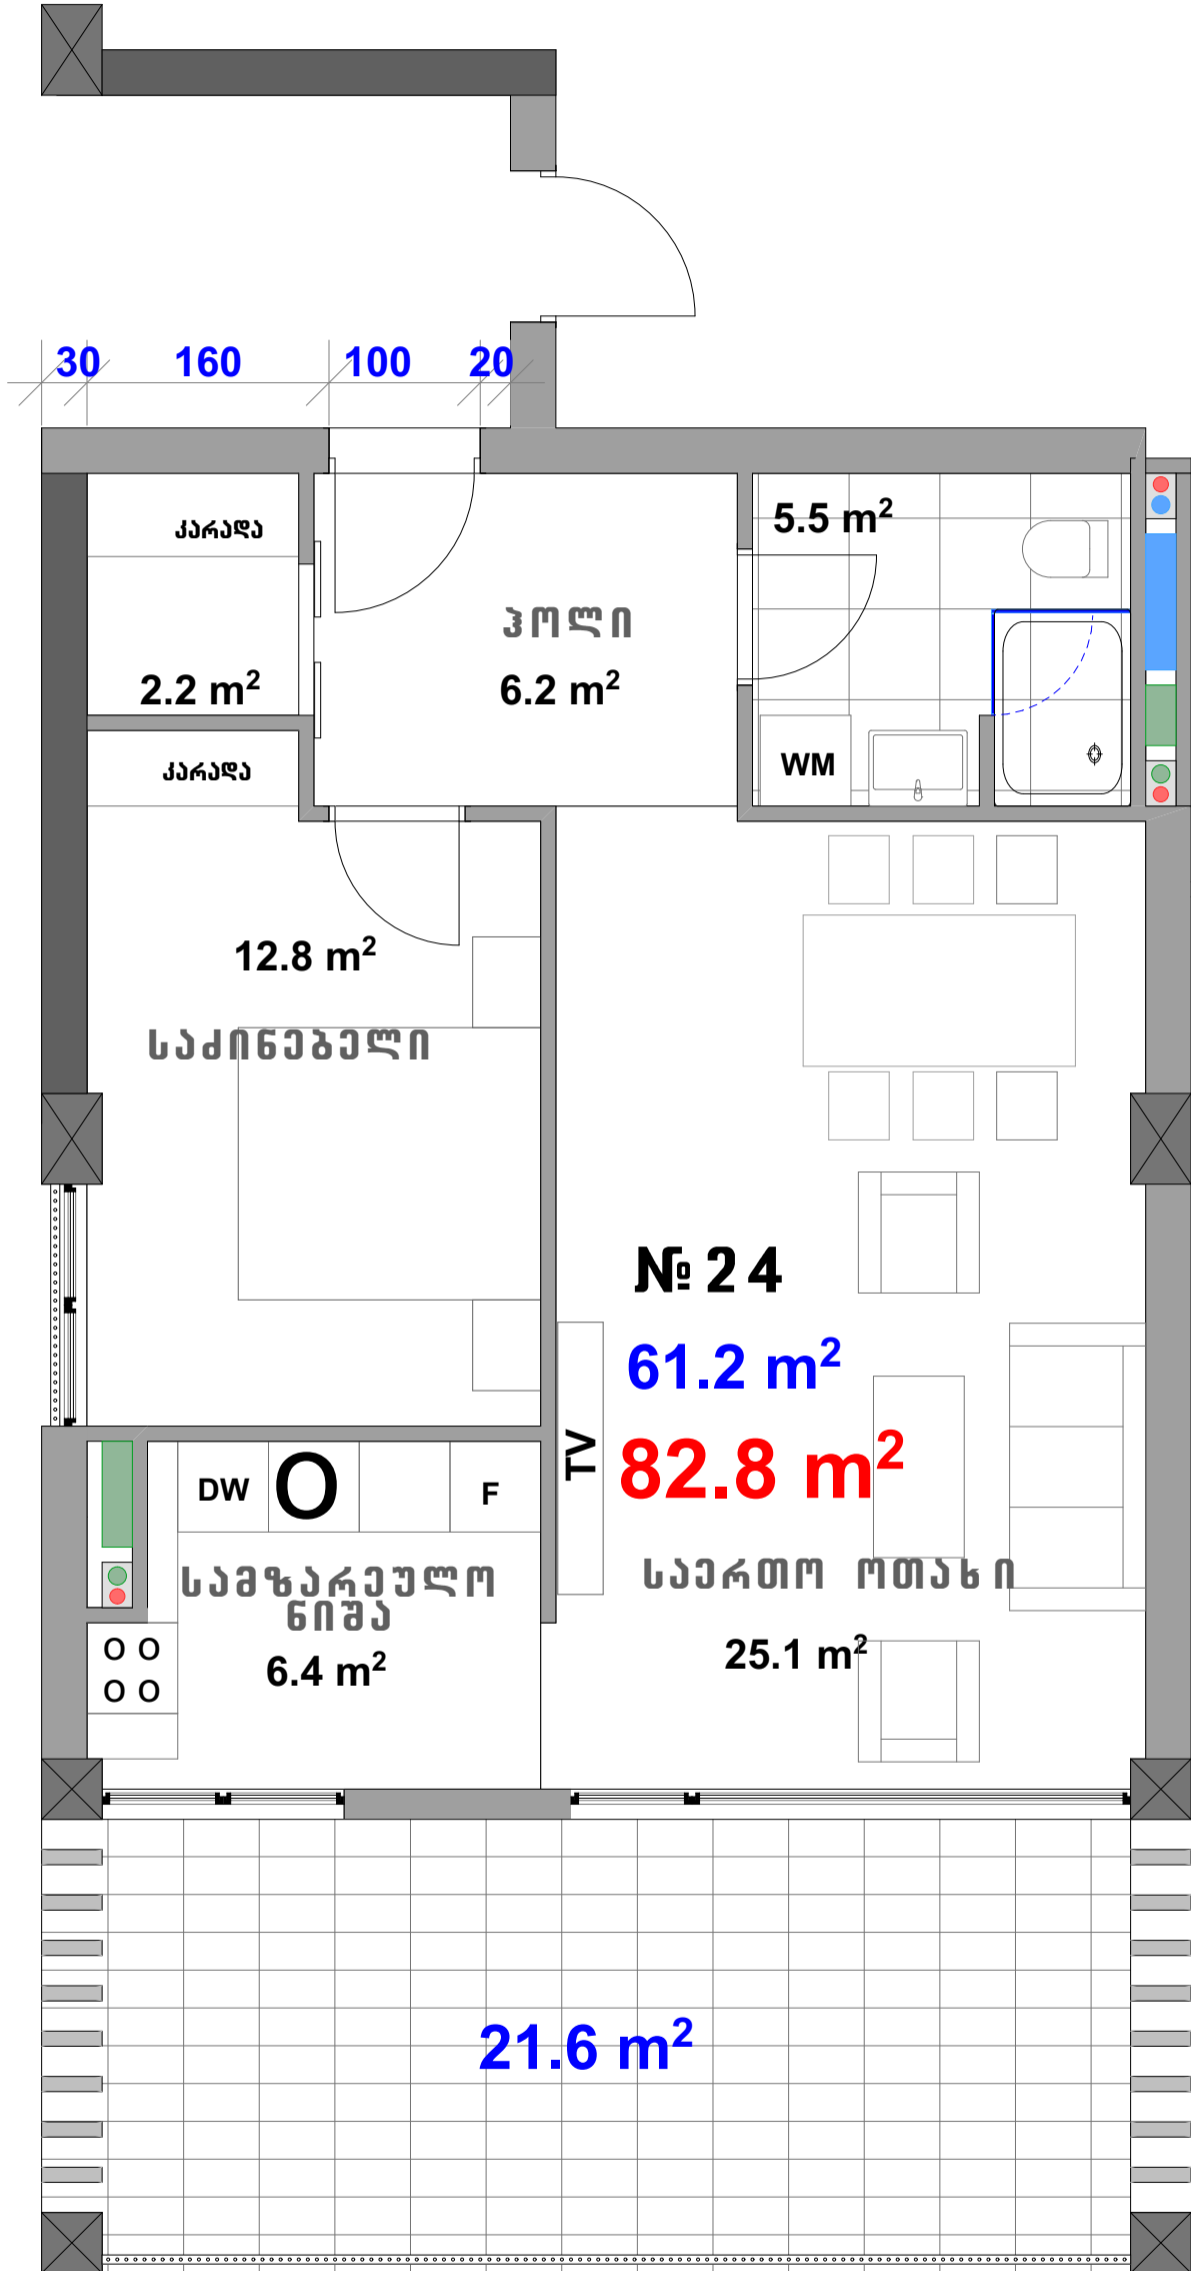 30 160 100 20
კარადა
5.5 m²
ჰოლი
2.2 m²
6.2 m²
კარადა
WM
12.8 m²
საძინებელი
№ 24
61.2 m²
TV
82.8 m²
DW O F
სამზარეულო
ნიშა
საერთო ოთახი
6.4 m²
25.1 m²
21.6 m²